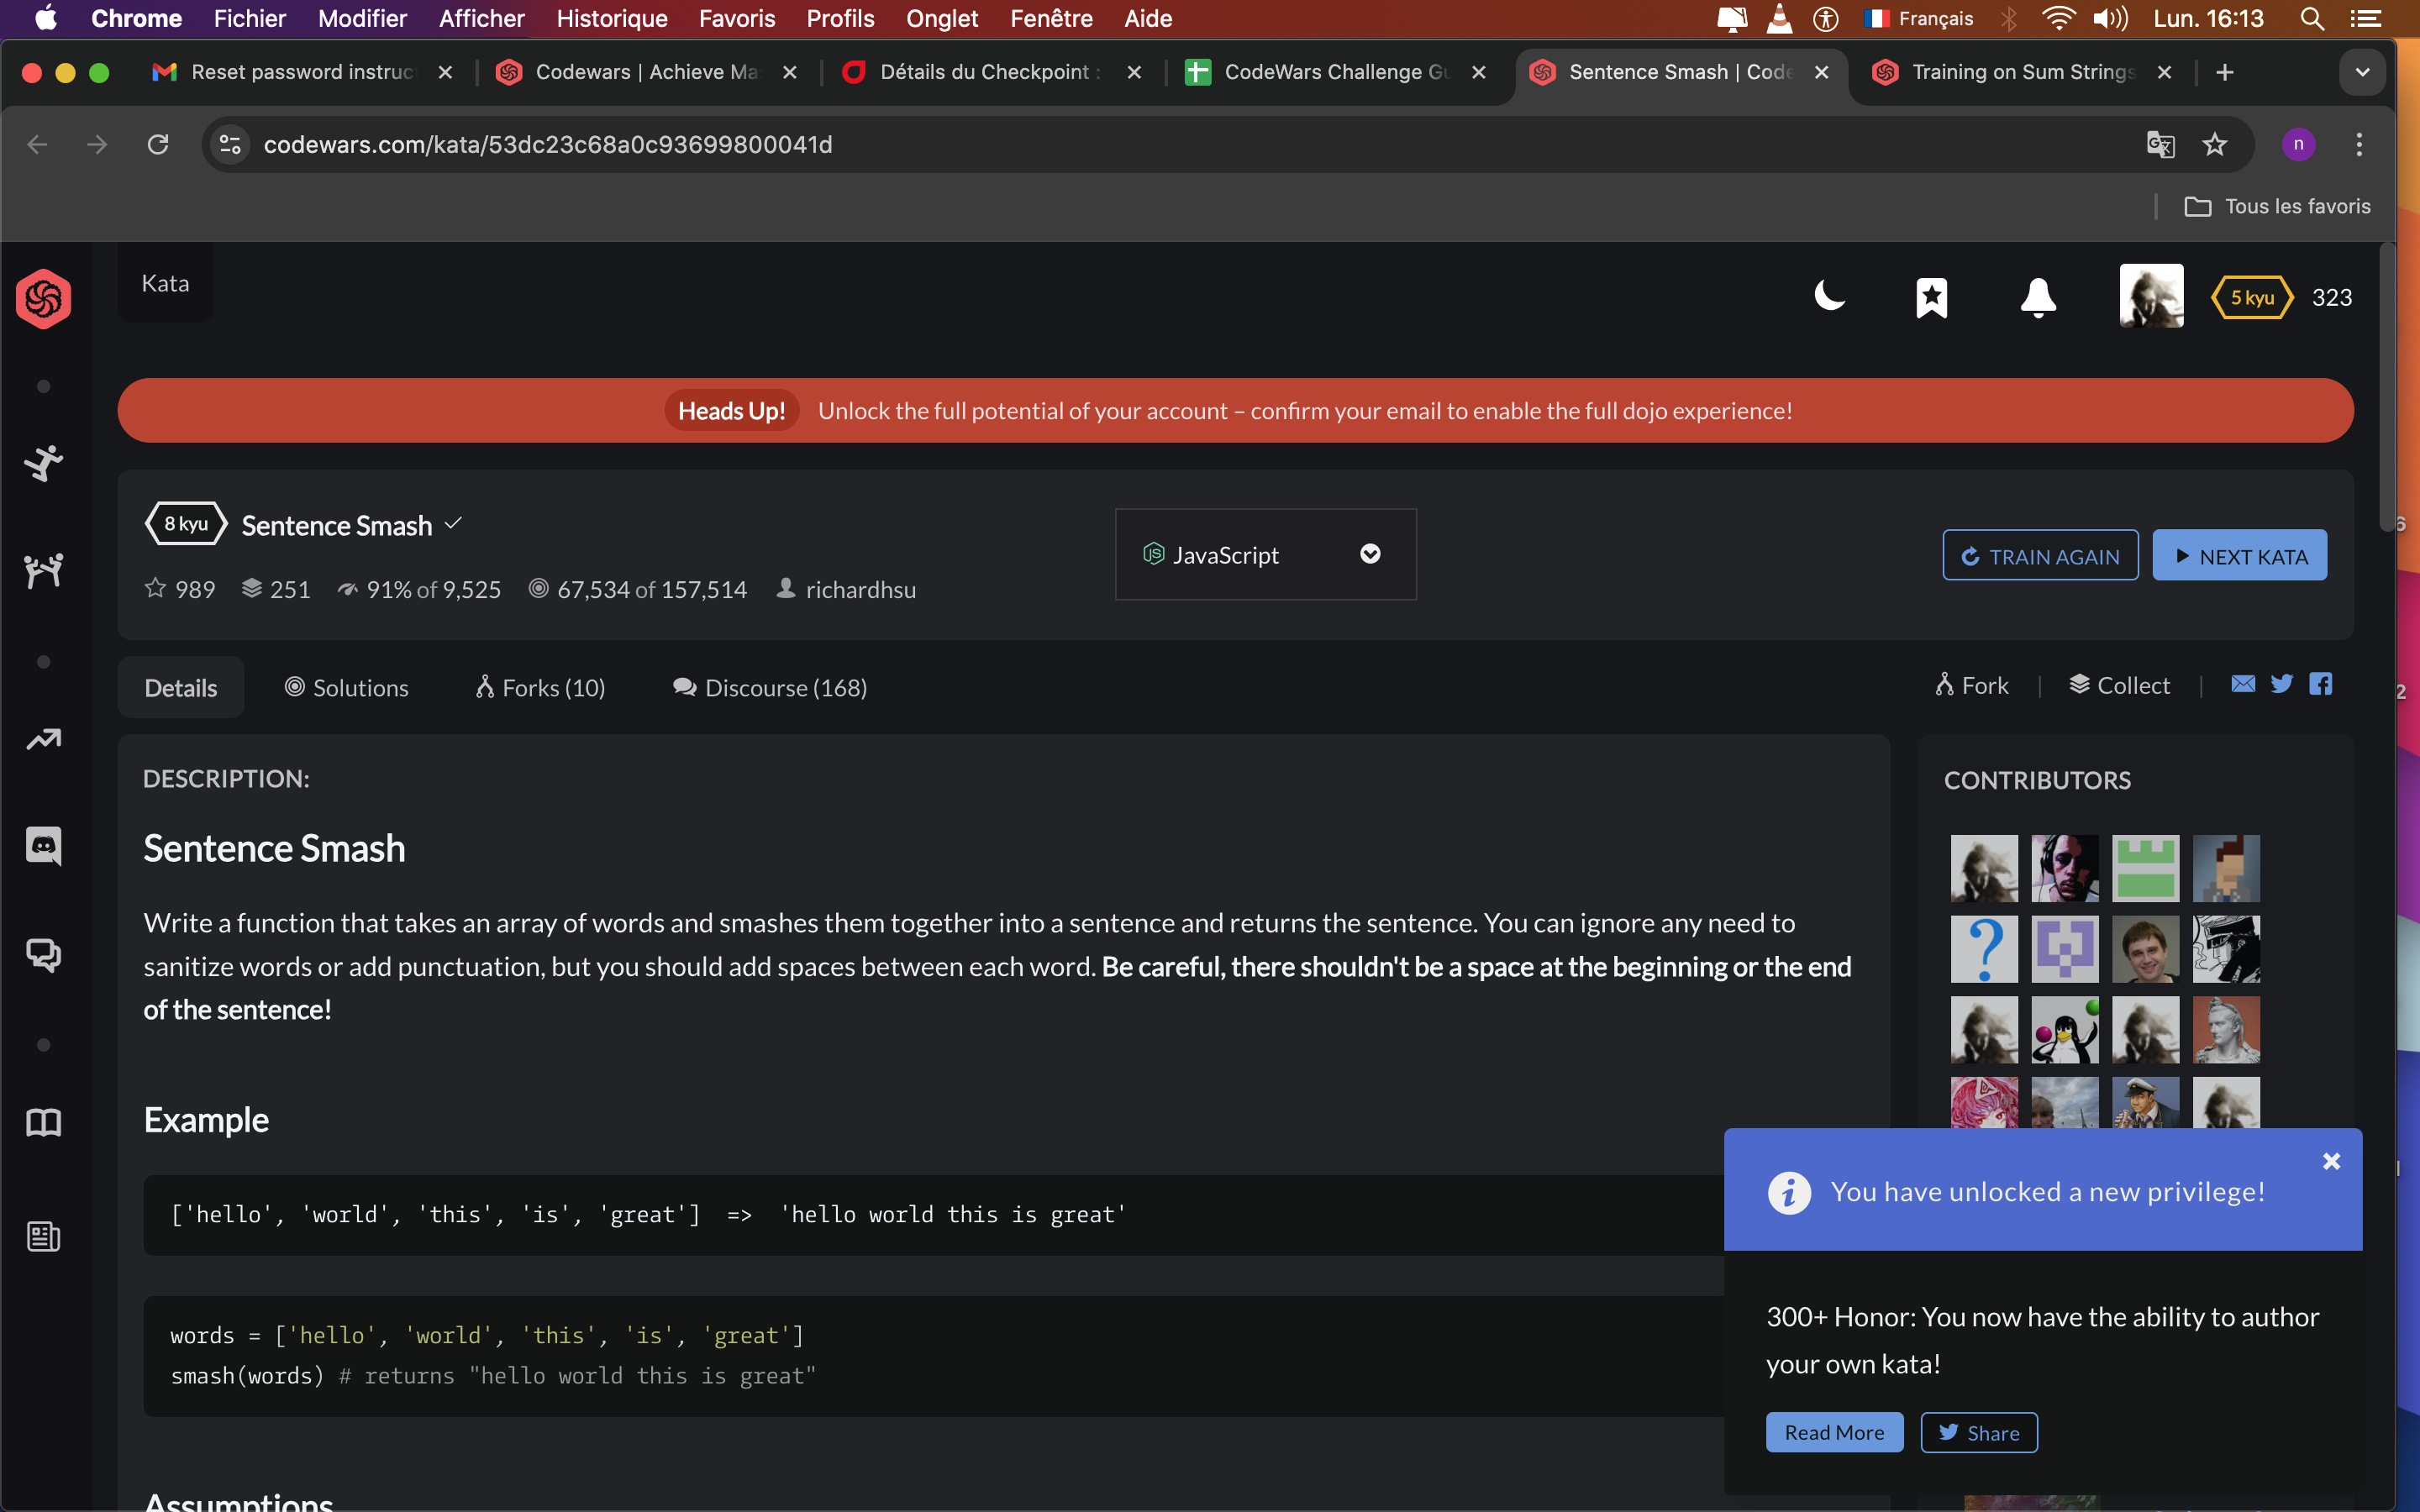 Chrome Fichier Modifier Afficher Historique Favoris Profils Onglet Fenêtre Aide Français Lun. 16:13
Reset password instruc Codewars | Achieve Ma Détails du Checkpoint : CodeWars Challenge Gu Sentence Smash | Code Training on Sum Strings
codewars.com/kata/53dc23c68a0c93699800041d n
Tous les favoris
Kata
5 kyu 323
Heads Up! Unlock the full potential of your account – confirm your email to enable the full dojo experience!
8 kyu Sentence Smash
JavaScript
TRAIN AGAIN NEXT KATA
989 251 91% of 9,525 67,534 of 157,514 richardhsu
Details Solutions Forks (10) Discourse (168) Fork | Collect |
DESCRIPTION:
CONTRIBUTORS
Sentence Smash
Write a function that takes an array of words and smashes them together into a sentence and returns the sentence. You can ignore any need to
sanitize words or add punctuation, but you should add spaces between each word. Be careful, there shouldn't be a space at the beginning or the end
of the sentence!
Example
['hello', 'world', 'this', 'is', 'great']  =>  'hello world this is great'
words = ['hello', 'world', 'this', 'is', 'great']
smash(words) # returns "hello world this is great"
Assumptions
You have unlocked a new privilege!
300+ Honor: You now have the ability to author
your own kata!
Read More Share